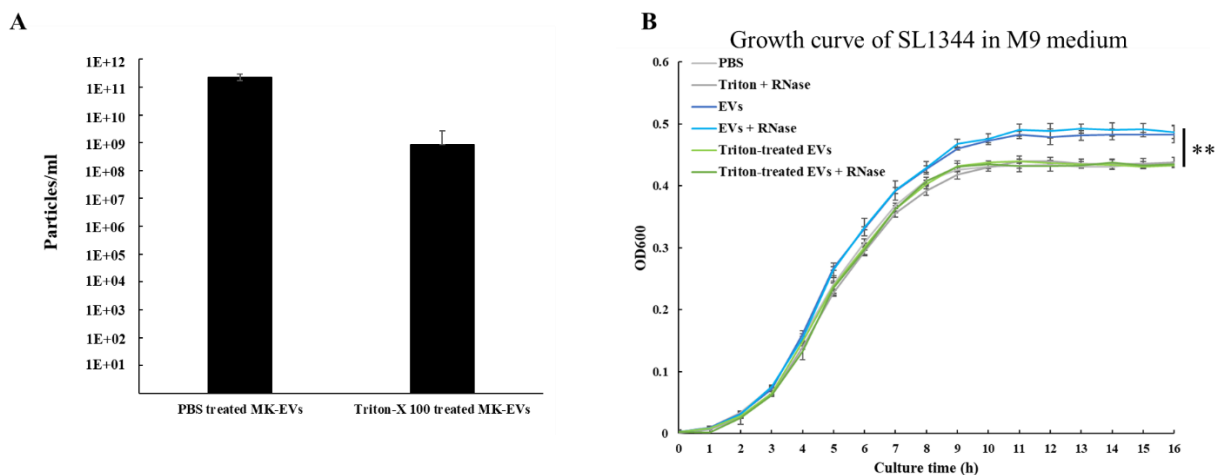 A
1E+12
1E+11
1E+10
1E+09
1E+08
1E+07
1E+06
1E+05
1E+04
1E+03
1E+02
1E+01
Particles/ml
PBS treated MK-EVs
Triton-X 100 treated MK-EVs
B
Growth curve of SL1344 in M9 medium
PBS
Triton + RNase
EVs
EVs + RNase
Triton-treated EVs
Triton-treated EVs + RNase
0.6
0.5
0.4
0.3
0.2
0.1
0
OD600
0 1 2 3 4 5 6 7 8 9 10 11 12 13 14 15 16
Culture time (h)
**